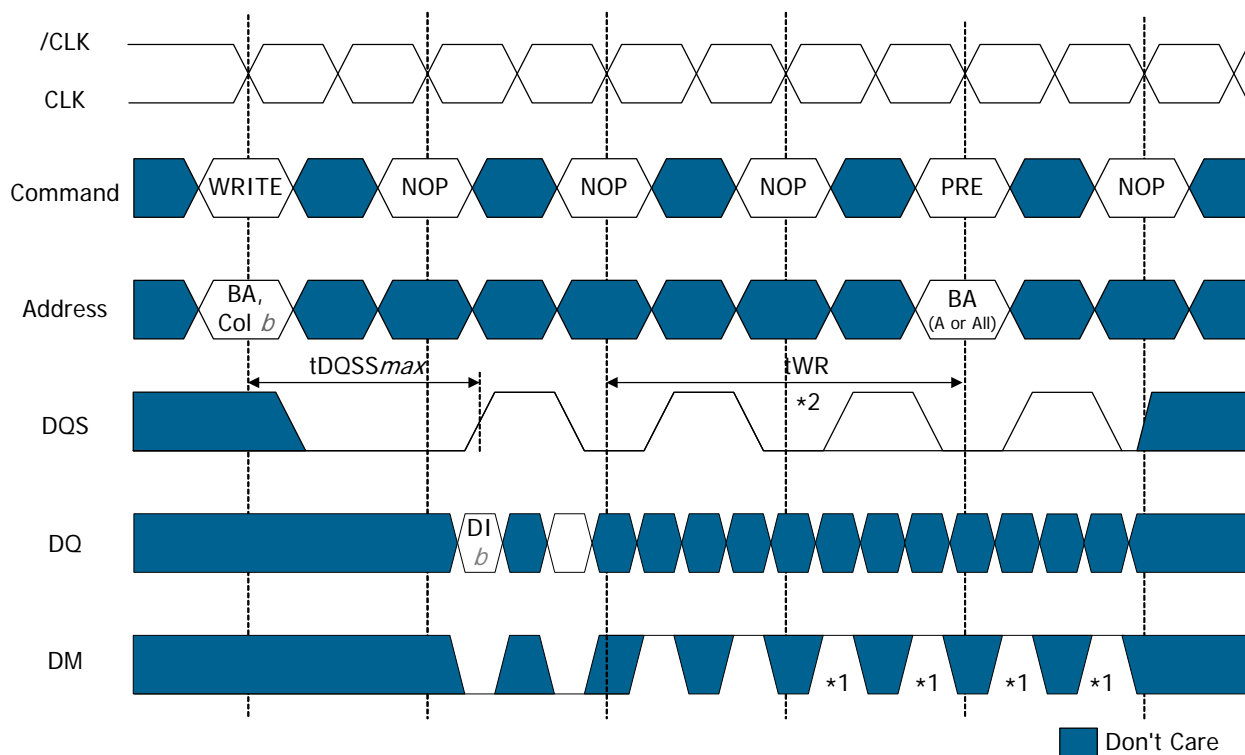 /CLK
CLK
Command
WRITE NOP NOP NOP PRE NOP
Address
BA,
Col b
BA
(A or All)
tDQSSmax
tWR
*2
DQS
DQ
DI
b
DM
*1 *1 *1 *1
Don't Care